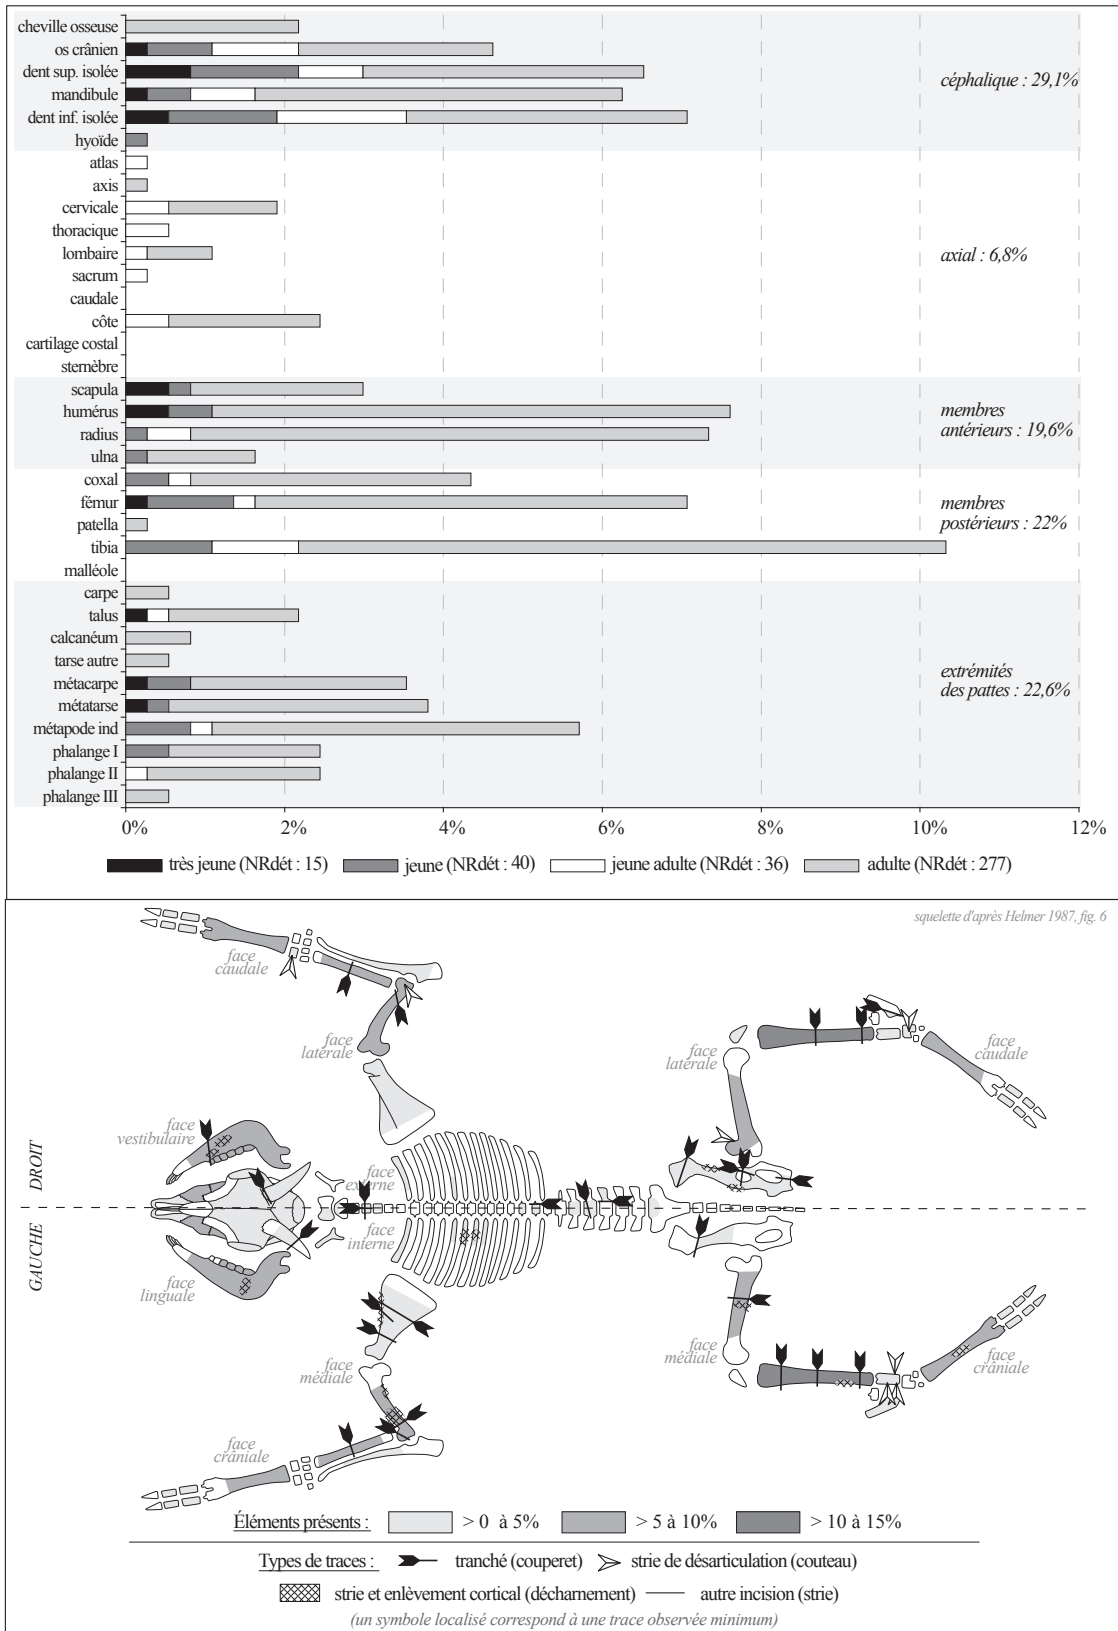 cheville osseuse
os crânien
dent sup. isolée
mandibule
dent inf. isolée
hyoïde
céphalique : 29,1%
atlas
axis
cervicale
thoracique
lombaire
sacrum
caudale
côte
cartilage costal
sternèbre
axial : 6,8%
scapula
humérus
radius
ulna
membres
antérieurs : 19,6%
coxal
fémur
patella
tibia
malléole
membres
postérieurs : 22%
carpe
talus
calcanéum
tarse autre
métacarpe
métatarse
métapode ind
phalange I
phalange II
phalange III
extrémités
des pattes : 22,6%
0% 2% 4% 6% 8% 10% 12%
très jeune (NRdét : 15) jeune (NRdét : 40) jeune adulte (NRdét : 36) adulte (NRdét : 277)
squelette d'après Helmer 1987, fig. 6
face
caudale
face
latérale
face
latérale
face
caudale
face
vestibulaire
face
externe
DROIT
GAUCHE
face
interne
face
linguale
face
médiale
face
médiale
face
crâniale
face
crâniale
Éléments présents : > 0 à 5% > 5 à 10% > 10 à 15%
Types de traces : tranché (couperet) strie de désarticulation (couteau)
strie et enlèvement cortical (décharnement) autre incision (strie)
(un symbole localisé correspond à une trace observée minimum)